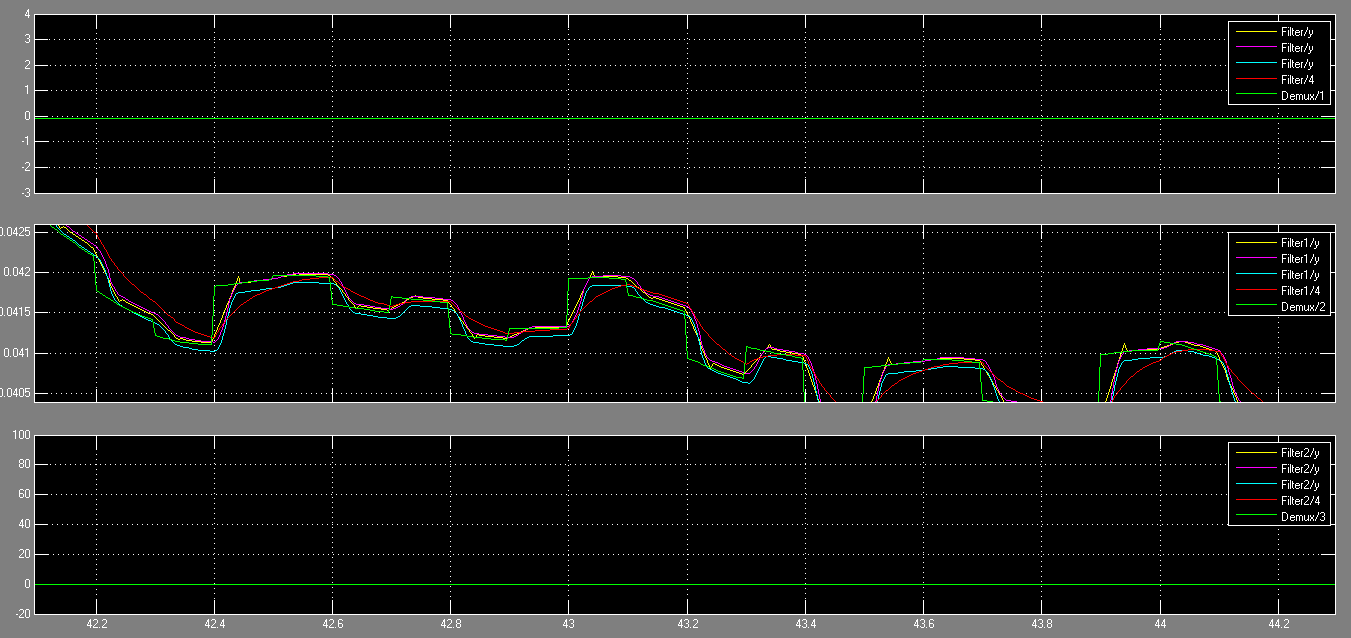 4
3
2
1
0
-1
-2
-3
Filter/y
Filter/y
Filter/y
Filter/4
Demux/1
0.0425
0.042
0.0415
0.041
0.0405
Filter1/y
Filter1/y
Filter1/y
Filter1/4
Demux/2
100
80
60
40
20
0
-20
Filter2/y
Filter2/y
Filter2/y
Filter2/4
Demux/3
42.2 42.4 42.6 42.8 43 43.2 43.4 43.6 43.8 44 44.2